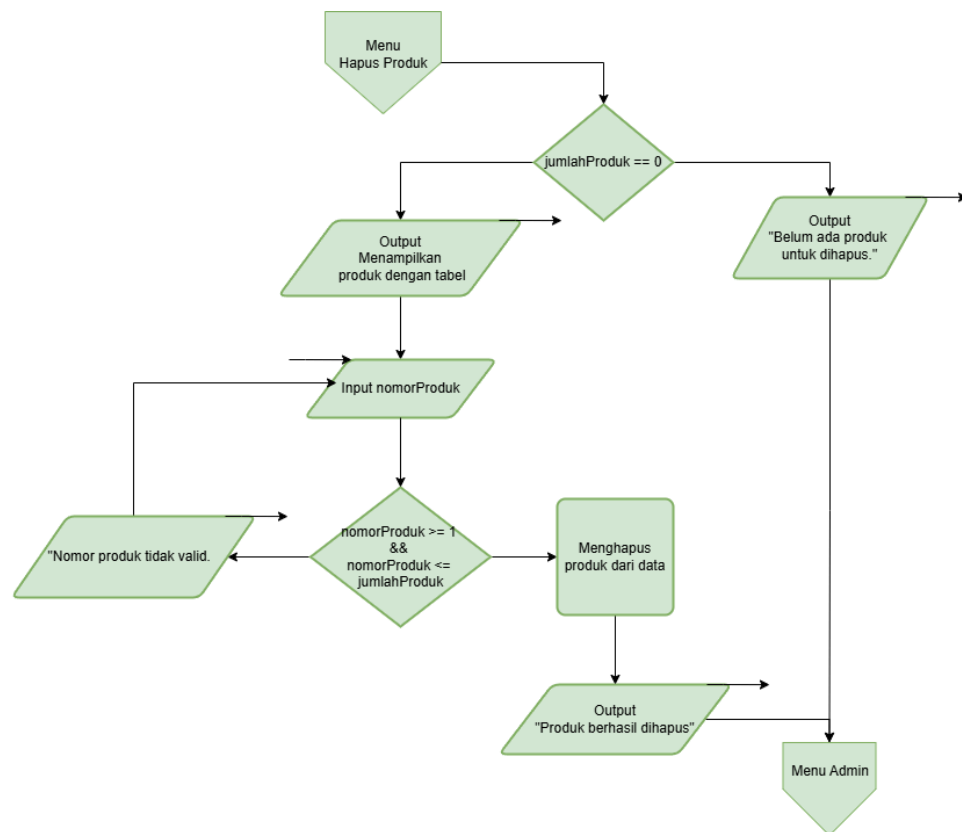 Menu
Hapus Produk
jumlahProduk == 0
Output
Menampilkan
produk dengan tabel
Output
"Belum ada produk
untuk dihapus."
Input nomorProduk
nomorProduk >= 1
&&
nomorProduk <=
jumlahProduk
"Nomor produk tidak valid.
Menghapus
produk dari data
Output
"Produk berhasil dihapus"
Menu Admin